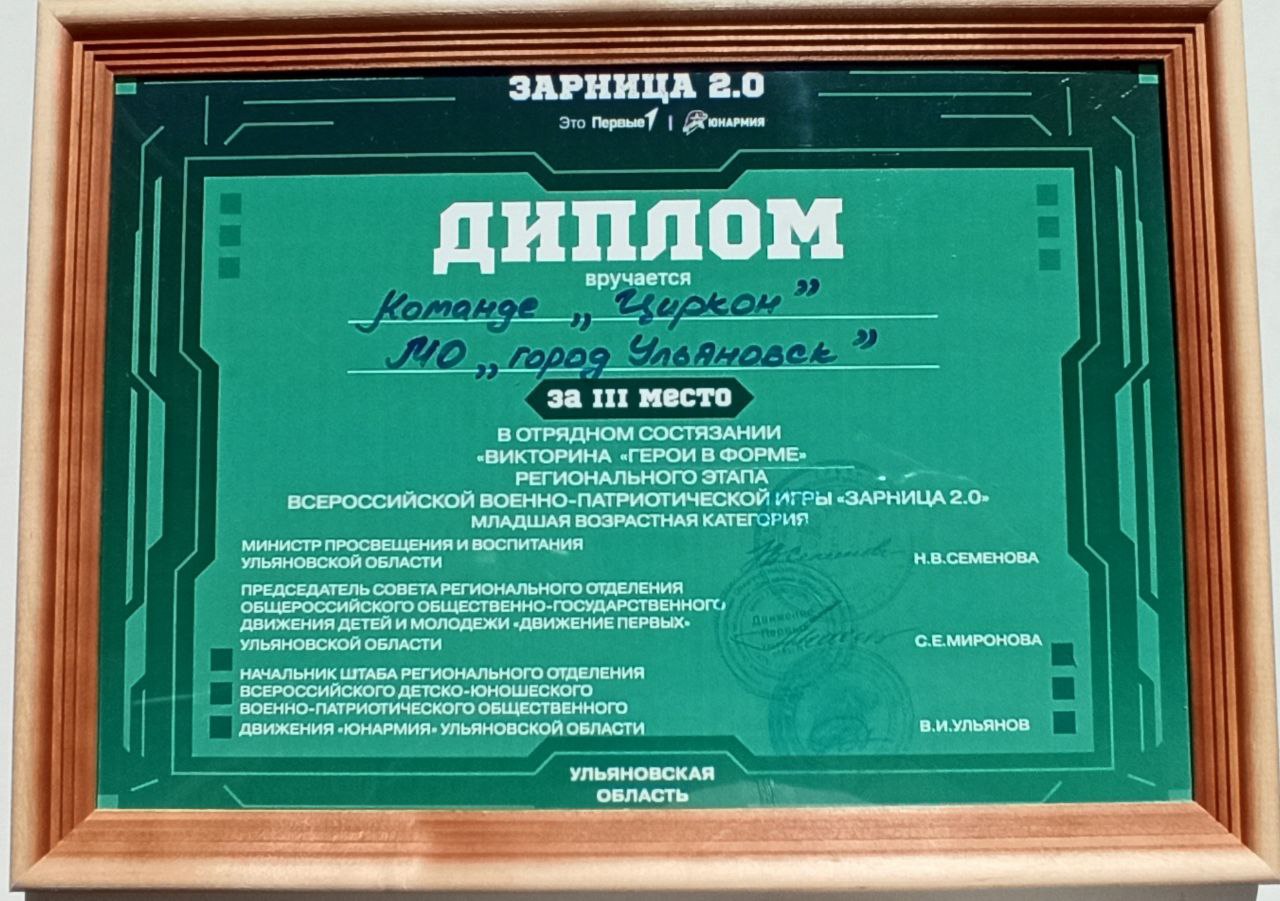 ЗАРНИЦА 2.0
Это Первые | ЮНАРМИЯ
ДИПЛОМ
вручается
Команде „Циркон”
МО „город Ульяновск”
за III место
В ОТРЯДНОМ СОСТЯЗАНИИ
«ВИКТОРИНА «ГЕРОИ В ФОРМЕ»
РЕГИОНАЛЬНОГО ЭТАПА
ВСЕРОССИЙСКОЙ ВОЕННО-ПАТРИОТИЧЕСКОЙ ИГРЫ «ЗАРНИЦА 2.0»
МЛАДШАЯ ВОЗРАСТНАЯ КАТЕГОРИЯ
МИНИСТР ПРОСВЕЩЕНИЯ И ВОСПИТАНИЯ
УЛЬЯНОВСКОЙ ОБЛАСТИ
Н.В.СЕМЕНОВА
ПРЕДСЕДАТЕЛЬ СОВЕТА РЕГИОНАЛЬНОГО ОТДЕЛЕНИЯ
ОБЩЕРОССИЙСКОГО ОБЩЕСТВЕННО-ГОСУДАРСТВЕННОГО
ДВИЖЕНИЯ ДЕТЕЙ И МОЛОДЕЖИ «ДВИЖЕНИЕ ПЕРВЫХ»
УЛЬЯНОВСКОЙ ОБЛАСТИ
Движение
Первых
С.Е.МИРОНОВА
НАЧАЛЬНИК ШТАБА РЕГИОНАЛЬНОГО ОТДЕЛЕНИЯ
ВСЕРОССИЙСКОГО ДЕТСКО-ЮНОШЕСКОГО
ВОЕННО-ПАТРИОТИЧЕСКОГО ОБЩЕСТВЕННОГО
ДВИЖЕНИЯ «ЮНАРМИЯ» УЛЬЯНОВСКОЙ ОБЛАСТИ
В.И.УЛЬЯНОВ
УЛЬЯНОВСКАЯ
ОБЛАСТЬ